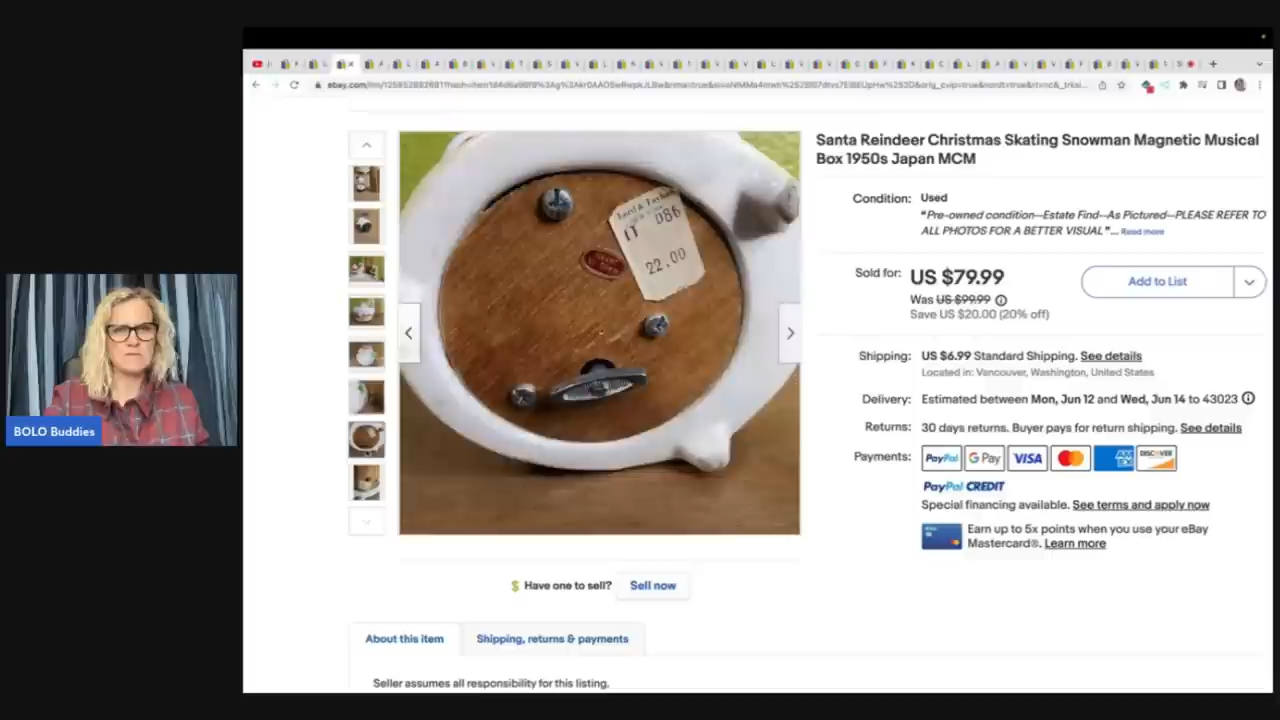 Santa Reindeer Christmas Skating Snowman Magnetic Musical
Box 1950s Japan MCM
Condition:
Used
"Pre-owned condition--Estate Find--As Pictured--PLEASE REFER TO
ALL PHOTOS FOR A BETTER VISUAL"... Read more
Sold for:
US $79.99
Add to List
Was US $99.99
Save US $20.00 (20% off)
Shipping:
US $6.99 Standard Shipping. See details
Located in: Vancouver, Washington, United States
Delivery:
Estimated between Mon, Jun 12 and Wed, Jun 14 to 43023
Returns:
30 days returns. Buyer pays for return shipping. See details
Payments:
PayPal
G Pay
VISA
DISCOVER
PayPal CREDIT
Special financing available. See terms and apply now
Earn up to 5x points when you use your eBay
Mastercard®. Learn more
086
22.00
$ Have one to sell? Sell now
About this item
Shipping, returns & payments
Seller assumes all responsibility for this listing.
BOLO Buddies